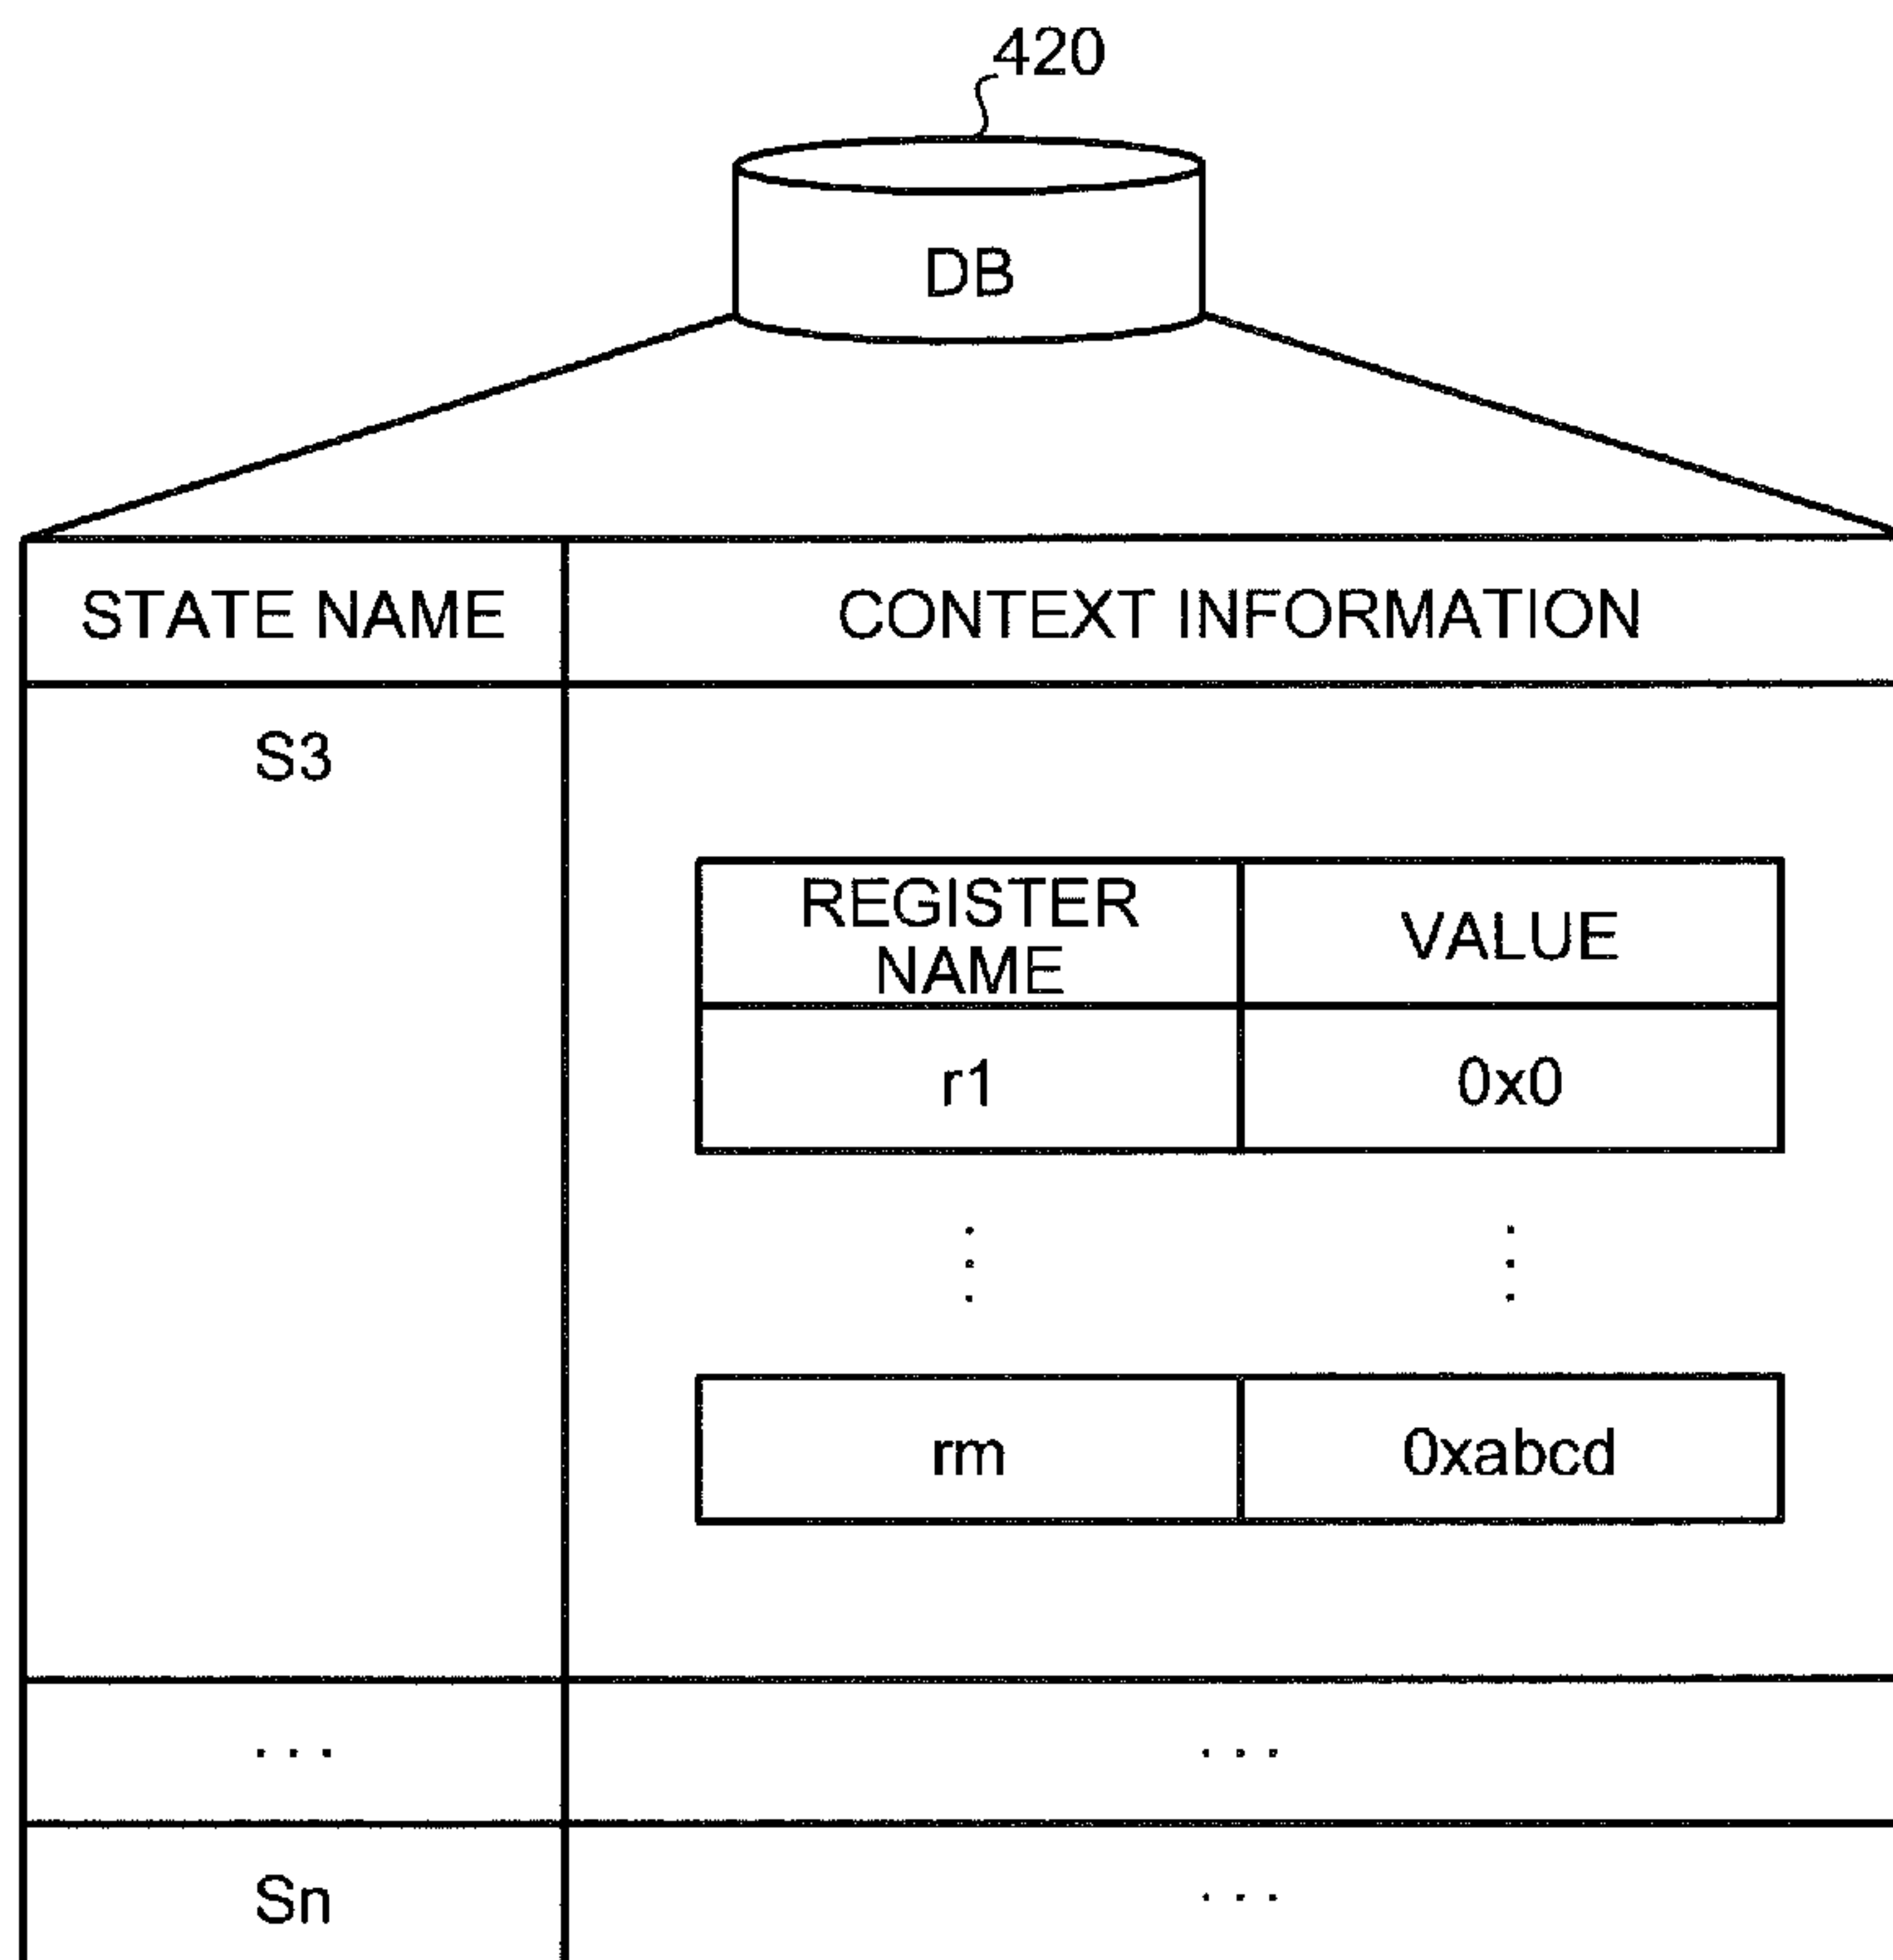 420
DB
STATE NAME CONTEXT INFORMATION
S3
REGISTER NAME VALUE
r1 0x0
⋮ ⋮
rm 0xabcd
... ...
Sn ...